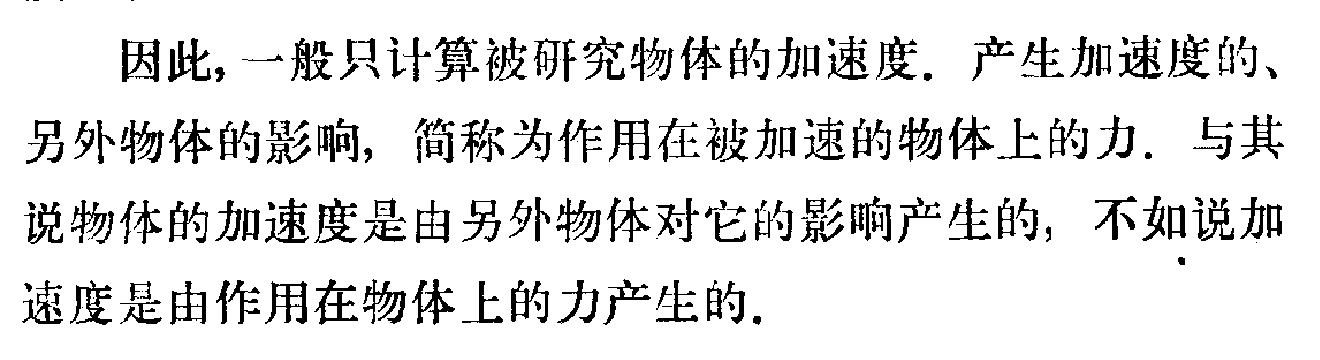 因此，一般只计算被研究物体的加速度．产生加速度的、
另外物体的影响，简称为作用在被加速的物体上的力．与其
说物体的加速度是由另外物体对它的影响产生的，不如说加
速度是由作用在物体上的力产生的．